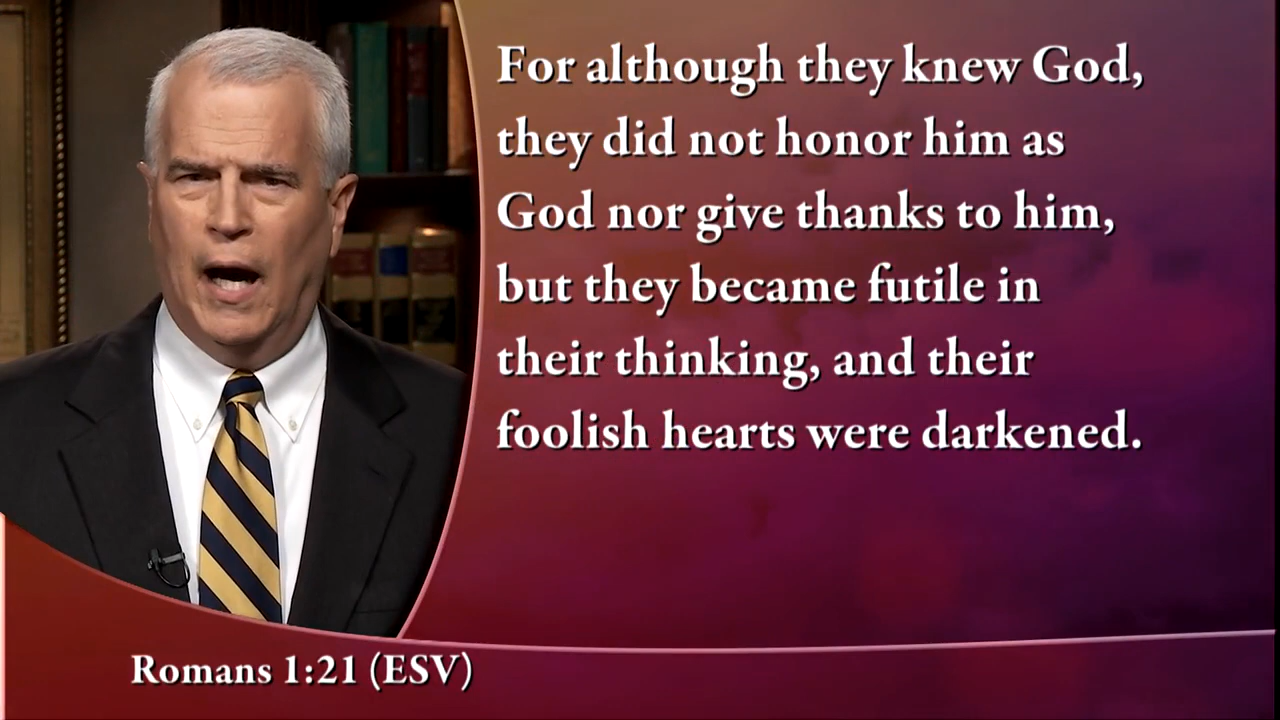 For although they knew God,
they did not honor him as
God nor give thanks to him,
but they became futile in
their thinking, and their
foolish hearts were darkened.
Romans 1:21 (ESV)